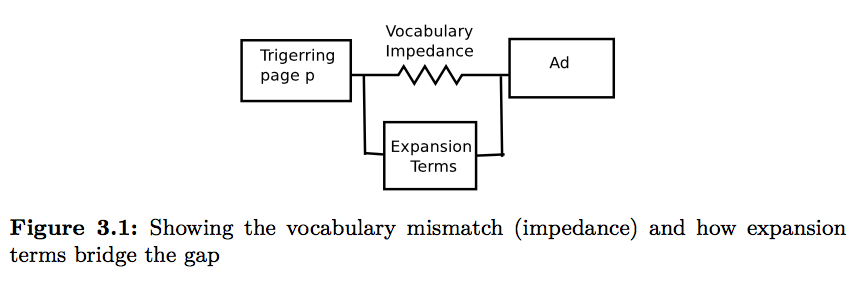 Vocabulary
Impedance
Trigerring
page p
Ad
Expansion
Terms
Figure 3.1: Showing the vocabulary mismatch (impedance) and how expansion
terms bridge the gap